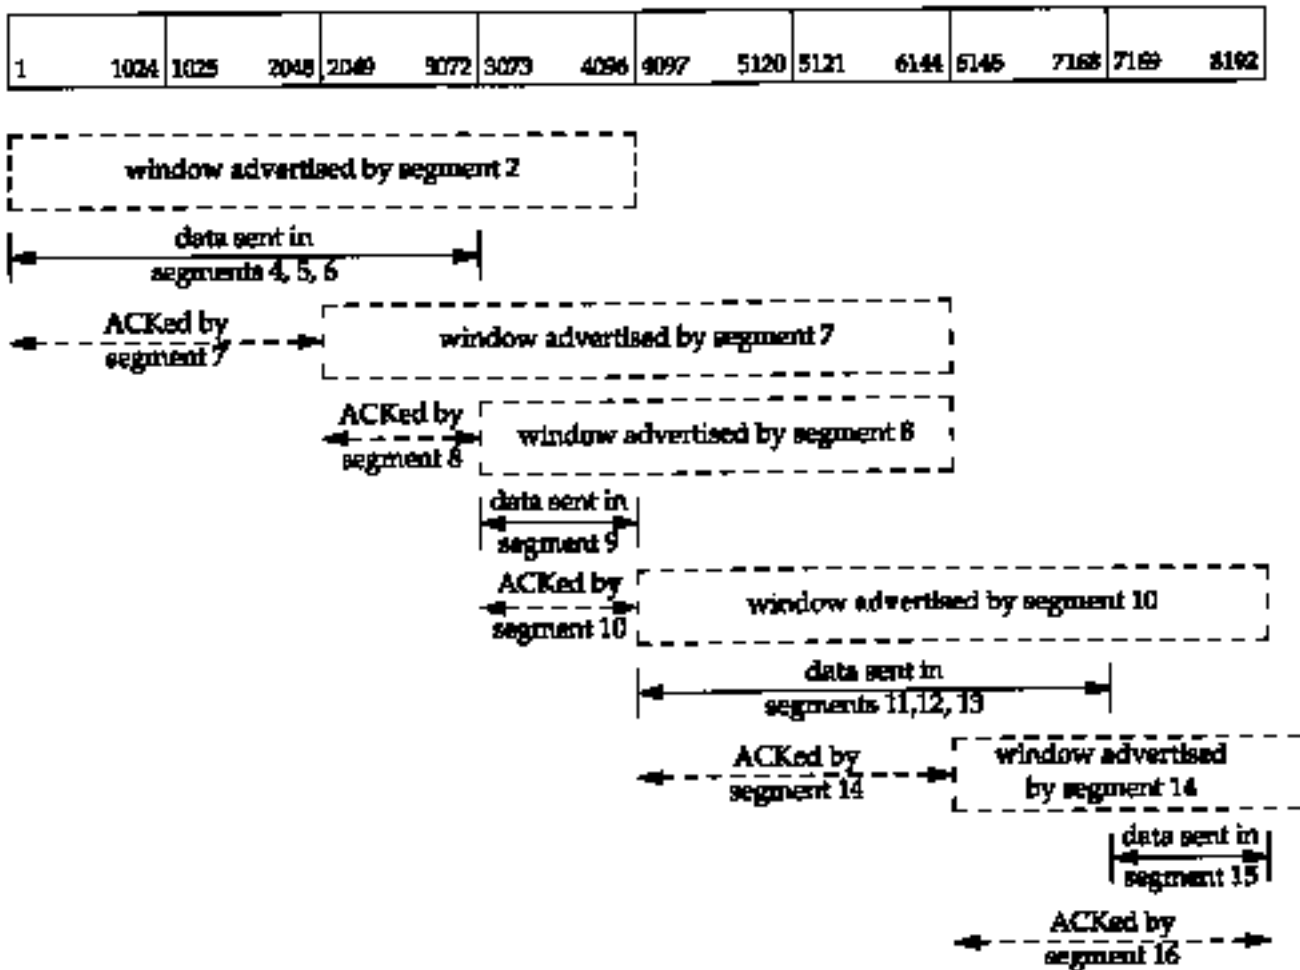 1 1024 1025 2048 2049 3072 3073 4096 4097 5120 5121 6144 6145 7168 7169 8192
window advertised by segment 2
data sent in
segments 4, 5, 6
ACKed by
segment 7
window advertised by segment 7
ACKed by
segment 8
window advertised by segment 8
data sent in
segment 9
ACKed by
segment 10
window advertised by segment 10
data sent in
segments 11,12, 13
ACKed by
segment 14
window advertised
by segment 14
data sent in
segment 15
ACKed by
segment 16